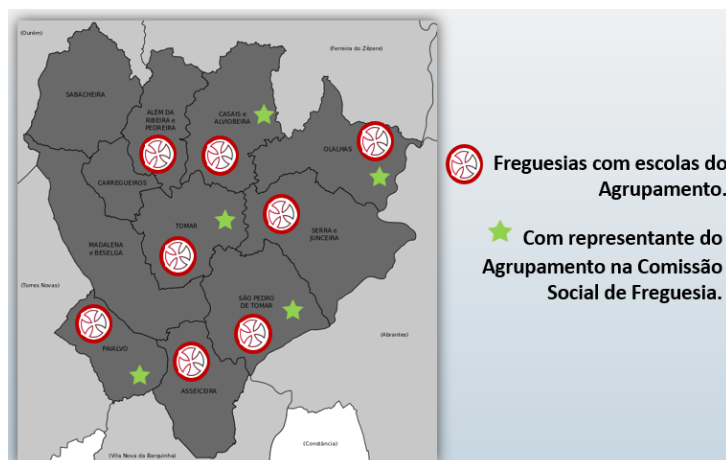 (Ourém)
(Ferreira do Zêzere)
SABACHEIRA
ALÉM DA
RIBEIRA e
PEDREIRA
CASAIS e
ALVIOBEIRA
OLALHAS
CARREGUEIROS
TOMAR
SERRA e
JUNCEIRA
MADALENA
e BESELGA
(Torres Novas)
SÃO PEDRO
DE TOMAR
(Abrantes)
PAIALVO
ASSEICEIRA
(Constância)
(Vila Nova da Barquinha)
Freguesias com escolas do
Agrupamento.
Com representante do
Agrupamento na Comissão
Social de Freguesia.